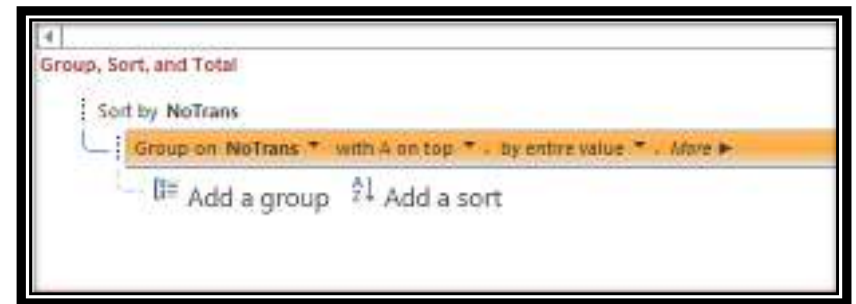 Group, Sort, and Total
Sort by NoTrans
Group on NoTrans with A on top , by entire value , More
Add a group Add a sort